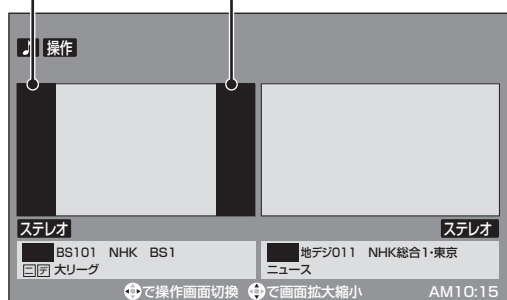 ♪ 操作
ステレオ
ステレオ
BS101 NHK BS1
二デ 大リーグ
地デジ011 NHK総合1・東京
ニュース
で操作画面切換 で画面拡大縮小 AM10:15